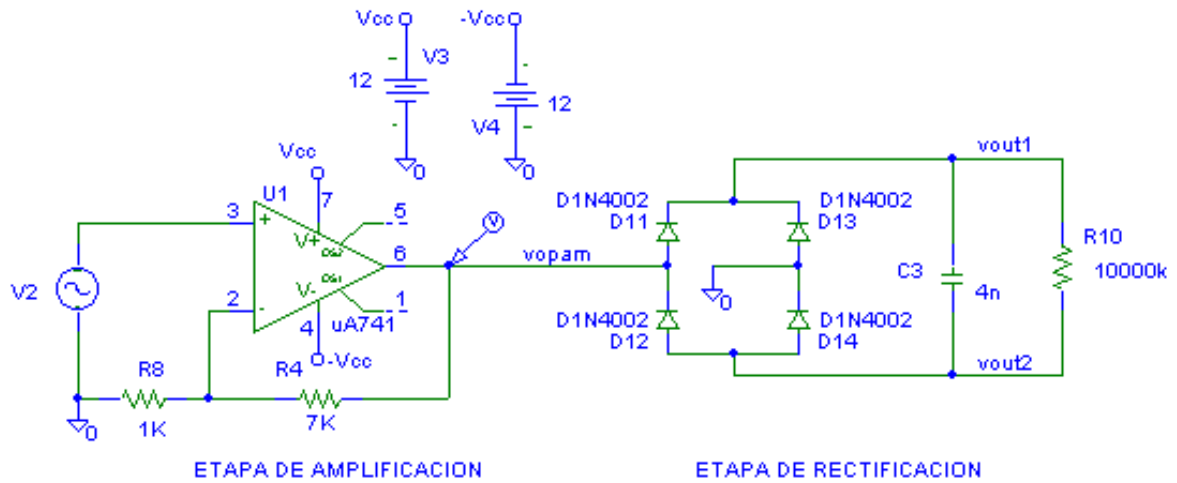 Vcc
-Vcc
V3
12
12
V4
0
0
Vcc
U1
7
3
+
5
V+
OS2
6
vopam
V2
V-
OS1
2
-
1
4
uA741
-Vcc
R8
R4
0
1K
7K
V
D1N4002
D11
D1N4002
D13
0
D1N4002
D12
D1N4002
D14
vout1
C3
4n
R10
10000k
vout2
ETAPA DE AMPLIFICACION
ETAPA DE RECTIFICACION